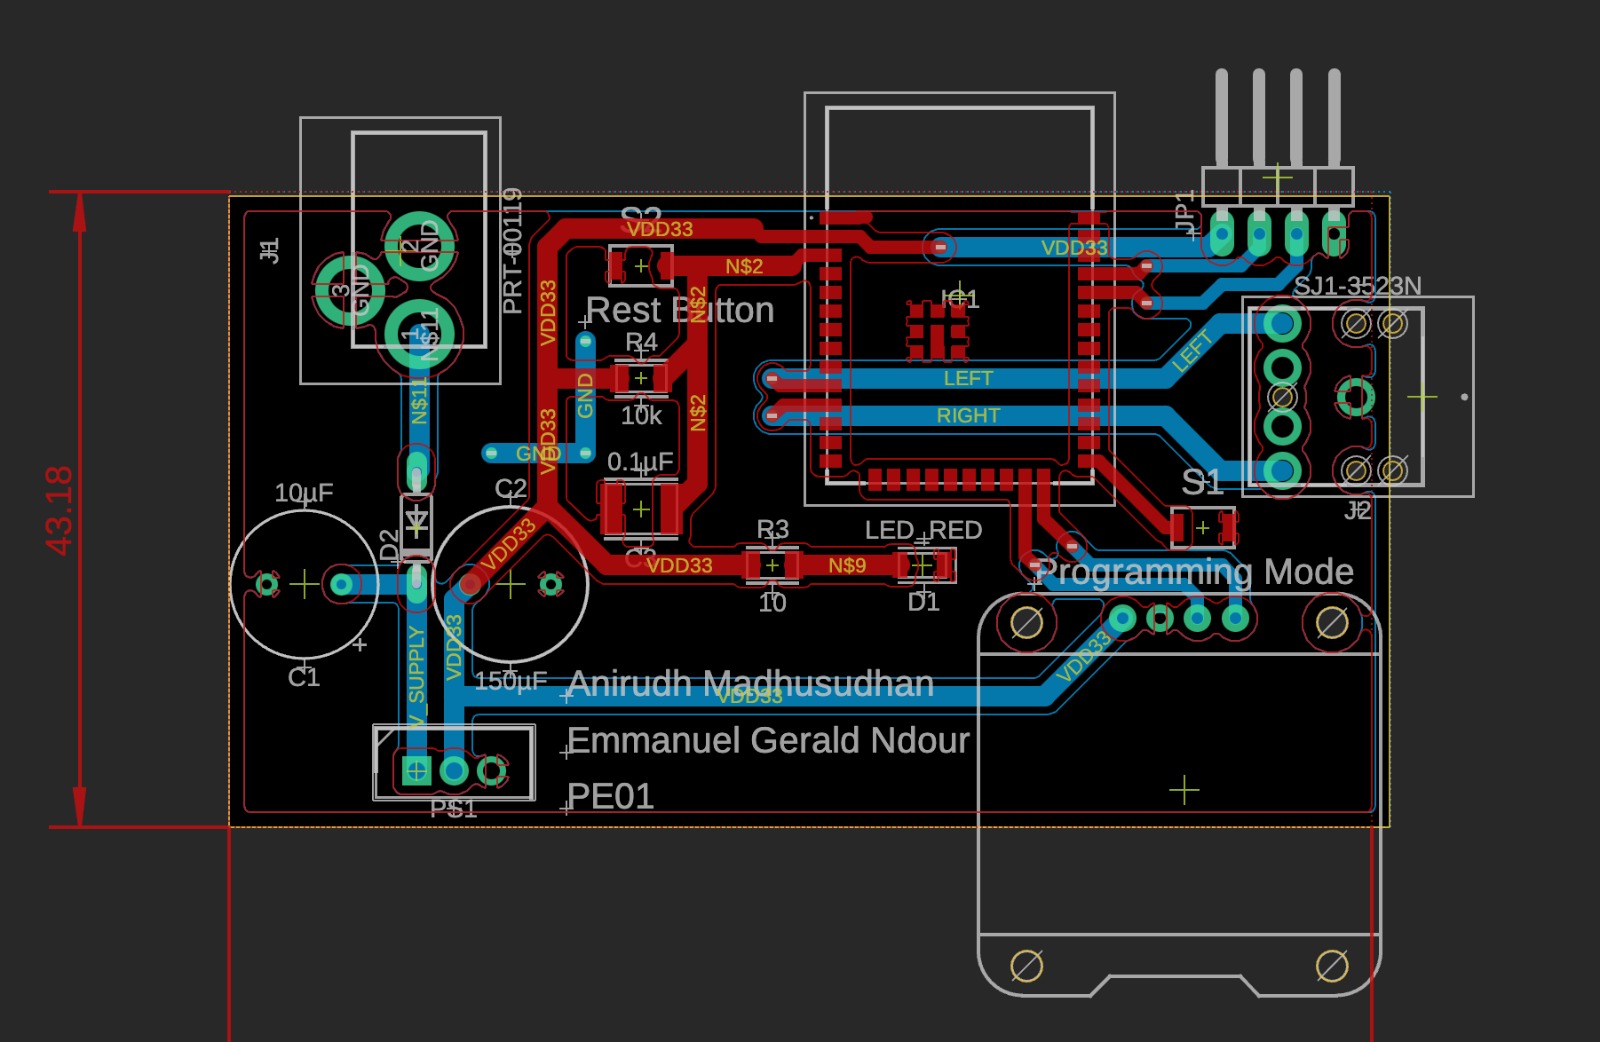 PRT-00119
J1
2
GND
3
GND
1
N$11
N$11
S2
VDD33
N$2
VDD33
JP1
VDD33
N$2
Rest Button
IC1
SJ1-3523N
R4
10k
GND
LEFT
LEFT
N$2
RIGHT
VDD33
GND
0.1µF
S1
J2
43.18
10µF
C2
D2
VDD33
C3
VDD33
R3
10
N$9
LED_RED
D1
Programming Mode
C1
V_SUPPLY
VDD33
150µF
VDD33
Anirudh Madhusudhan
VDD33
Emmanuel Gerald Ndour
PE01
PS1